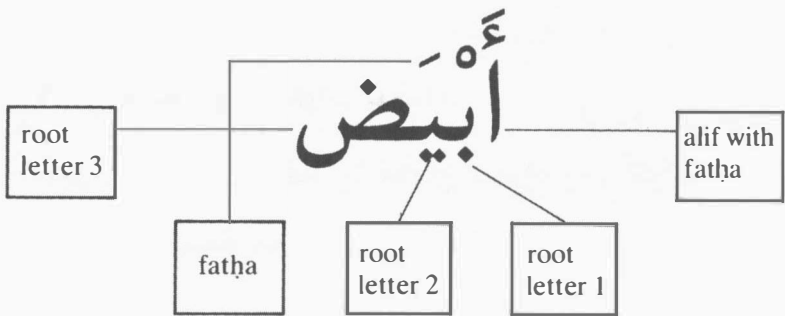 أَبْيَض
root
letter 3
alif with
fatḥa
fatḥa
root
letter 2
root
letter 1